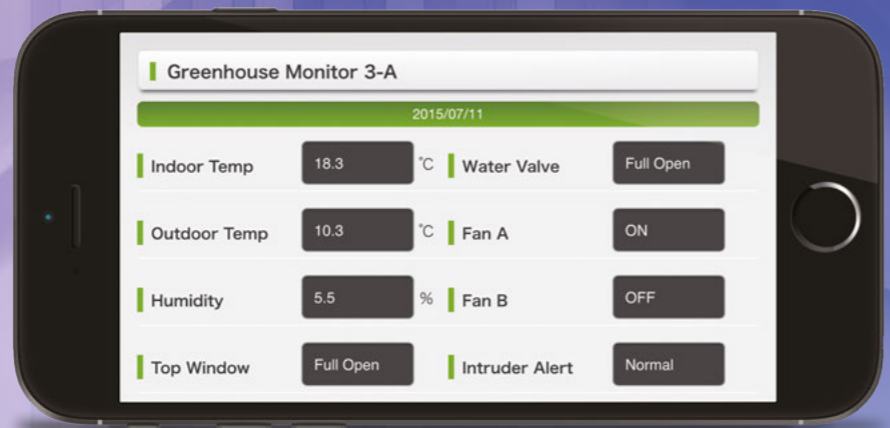 Greenhouse Monitor 3-A
2015/07/11
Indoor Temp 18.3 °C Water Valve Full Open
Outdoor Temp 10.3 °C Fan A ON
Humidity 5.5 % Fan B OFF
Top Window Full Open Intruder Alert Normal